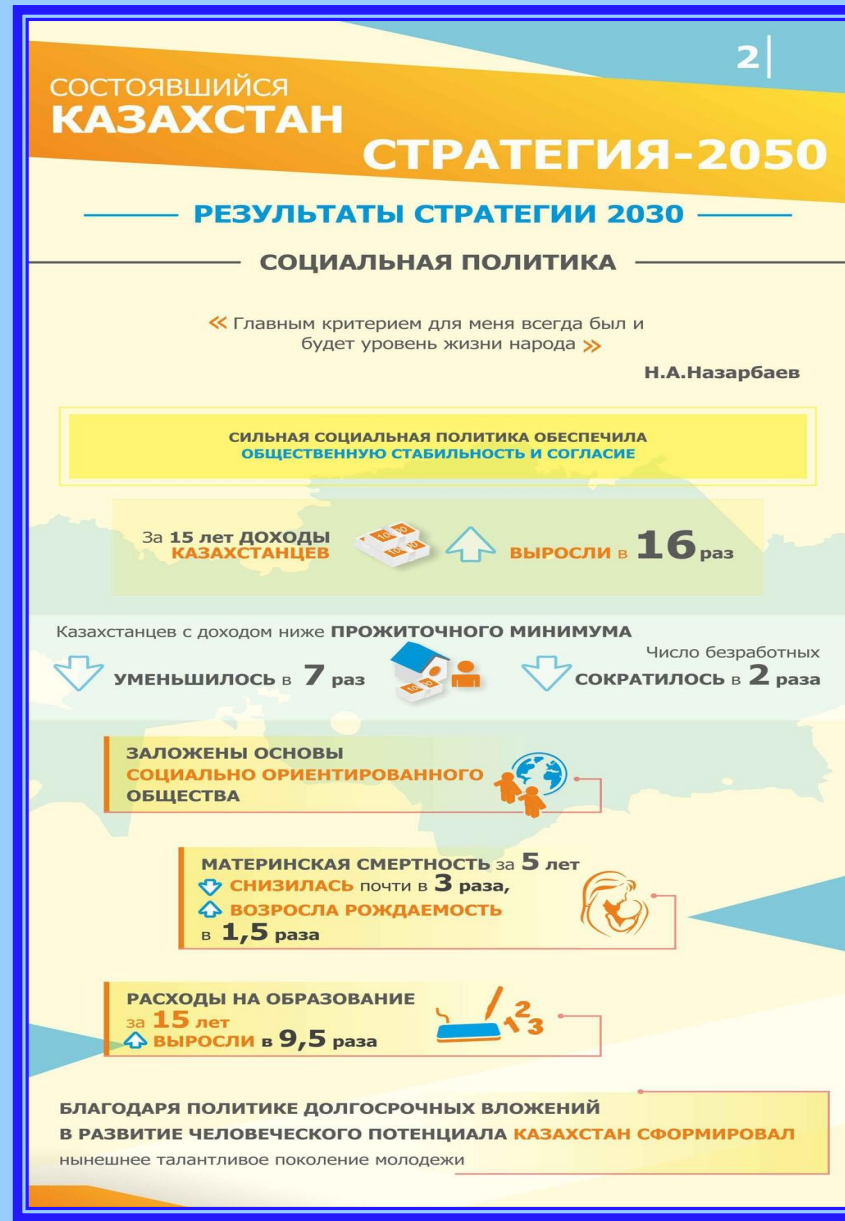 2
СОСТОЯВШИЙСЯ
КАЗАХСТАН
СТРАТЕГИЯ-2050
РЕЗУЛЬТАТЫ СТРАТЕГИИ 2030
СОЦИАЛЬНАЯ ПОЛИТИКА
« Главным критерием для меня всегда был и
будет уровень жизни народа »
Н.А.Назарбаев
СИЛЬНАЯ СОЦИАЛЬНАЯ ПОЛИТИКА ОБЕСПЕЧИЛА
ОБЩЕСТВЕННУЮ СТАБИЛЬНОСТЬ И СОГЛАСИЕ
За 15 лет ДОХОДЫ
КАЗАХСТАНЦЕВ
ВЫРОСЛИ в 16 раз
Казахстанцев с доходом ниже ПРОЖИТОЧНОГО МИНИМУМА
УМЕНЬШИЛОСЬ в 7 раз
Число безработных
СОКРАТИЛОСЬ в 2 раза
ЗАЛОЖЕНЫ ОСНОВЫ
СОЦИАЛЬНО ОРИЕНТИРОВАННОГО
ОБЩЕСТВА
МАТЕРИНСКАЯ СМЕРТНОСТЬ за 5 лет
СНИЗИЛАСЬ почти в 3 раза,
ВОЗРОСЛА РОЖДАЕМОСТЬ
в 1,5 раза
РАСХОДЫ НА ОБРАЗОВАНИЕ
за 15 лет
ВЫРОСЛИ в 9,5 раза
1 2 3
БЛАГОДАРЯ ПОЛИТИКЕ ДОЛГОСРОЧНЫХ ВЛОЖЕНИЙ
В РАЗВИТИЕ ЧЕЛОВЕЧЕСКОГО ПОТЕНЦИАЛА КАЗАХСТАН СФОРМИРОВАЛ
нынешнее талантливое поколение молодежи